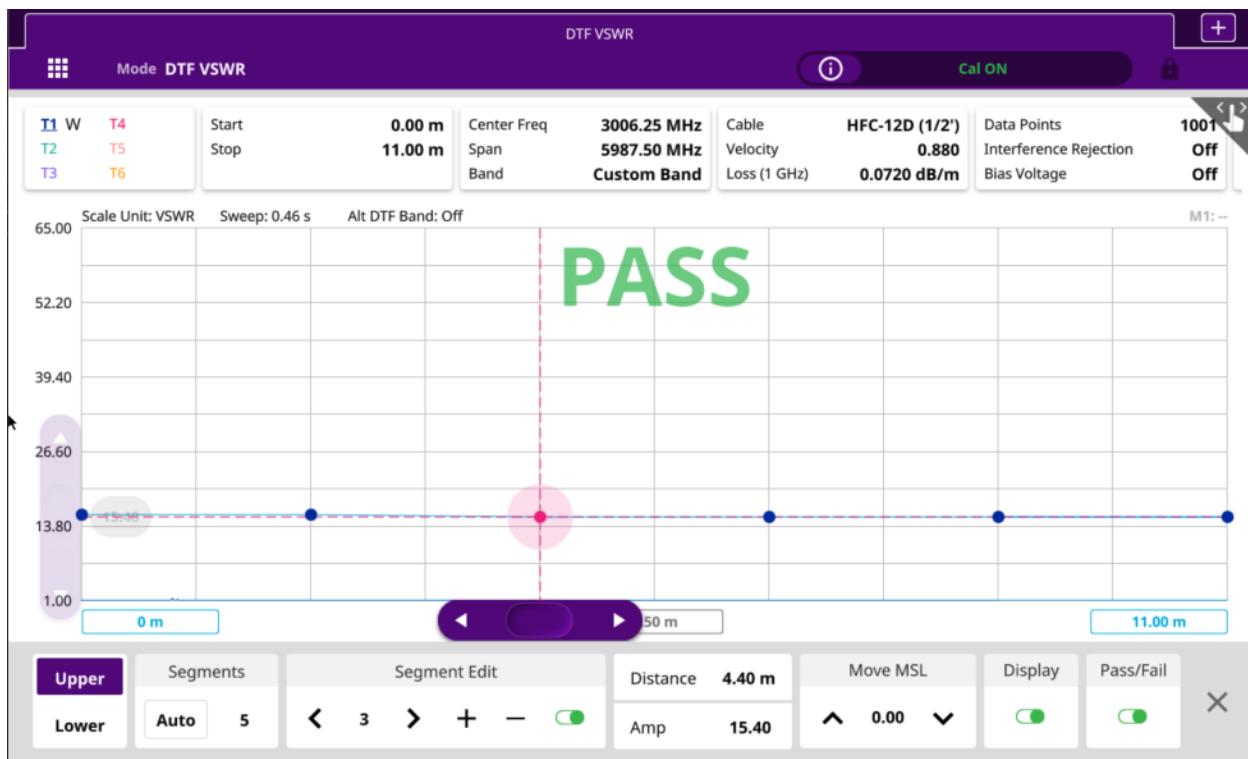 DTF VSWR
+
Mode DTF VSWR
Cal ON
T1 W T4
T2 T5
T3 T6
Start 0.00 m
Stop 11.00 m
Center Freq 3006.25 MHz
Span 5987.50 MHz
Band Custom Band
Cable HFC-12D (1/2')
Velocity 0.880
Loss (1 GHz) 0.0720 dB/m
Data Points 1001
Interference Rejection Off
Bias Voltage Off
Scale Unit: VSWR Sweep: 0.46 s Alt DTF Band: Off M1: --
65.00
PASS
52.20
39.40
26.60
15.40
13.80
1.00
0 m 50 m 11.00 m
Upper
Lower
Segments
Auto 5
Segment Edit
3 + −
Distance 4.40 m
Amp 15.40
Move MSL
0.00
Display
Pass/Fail